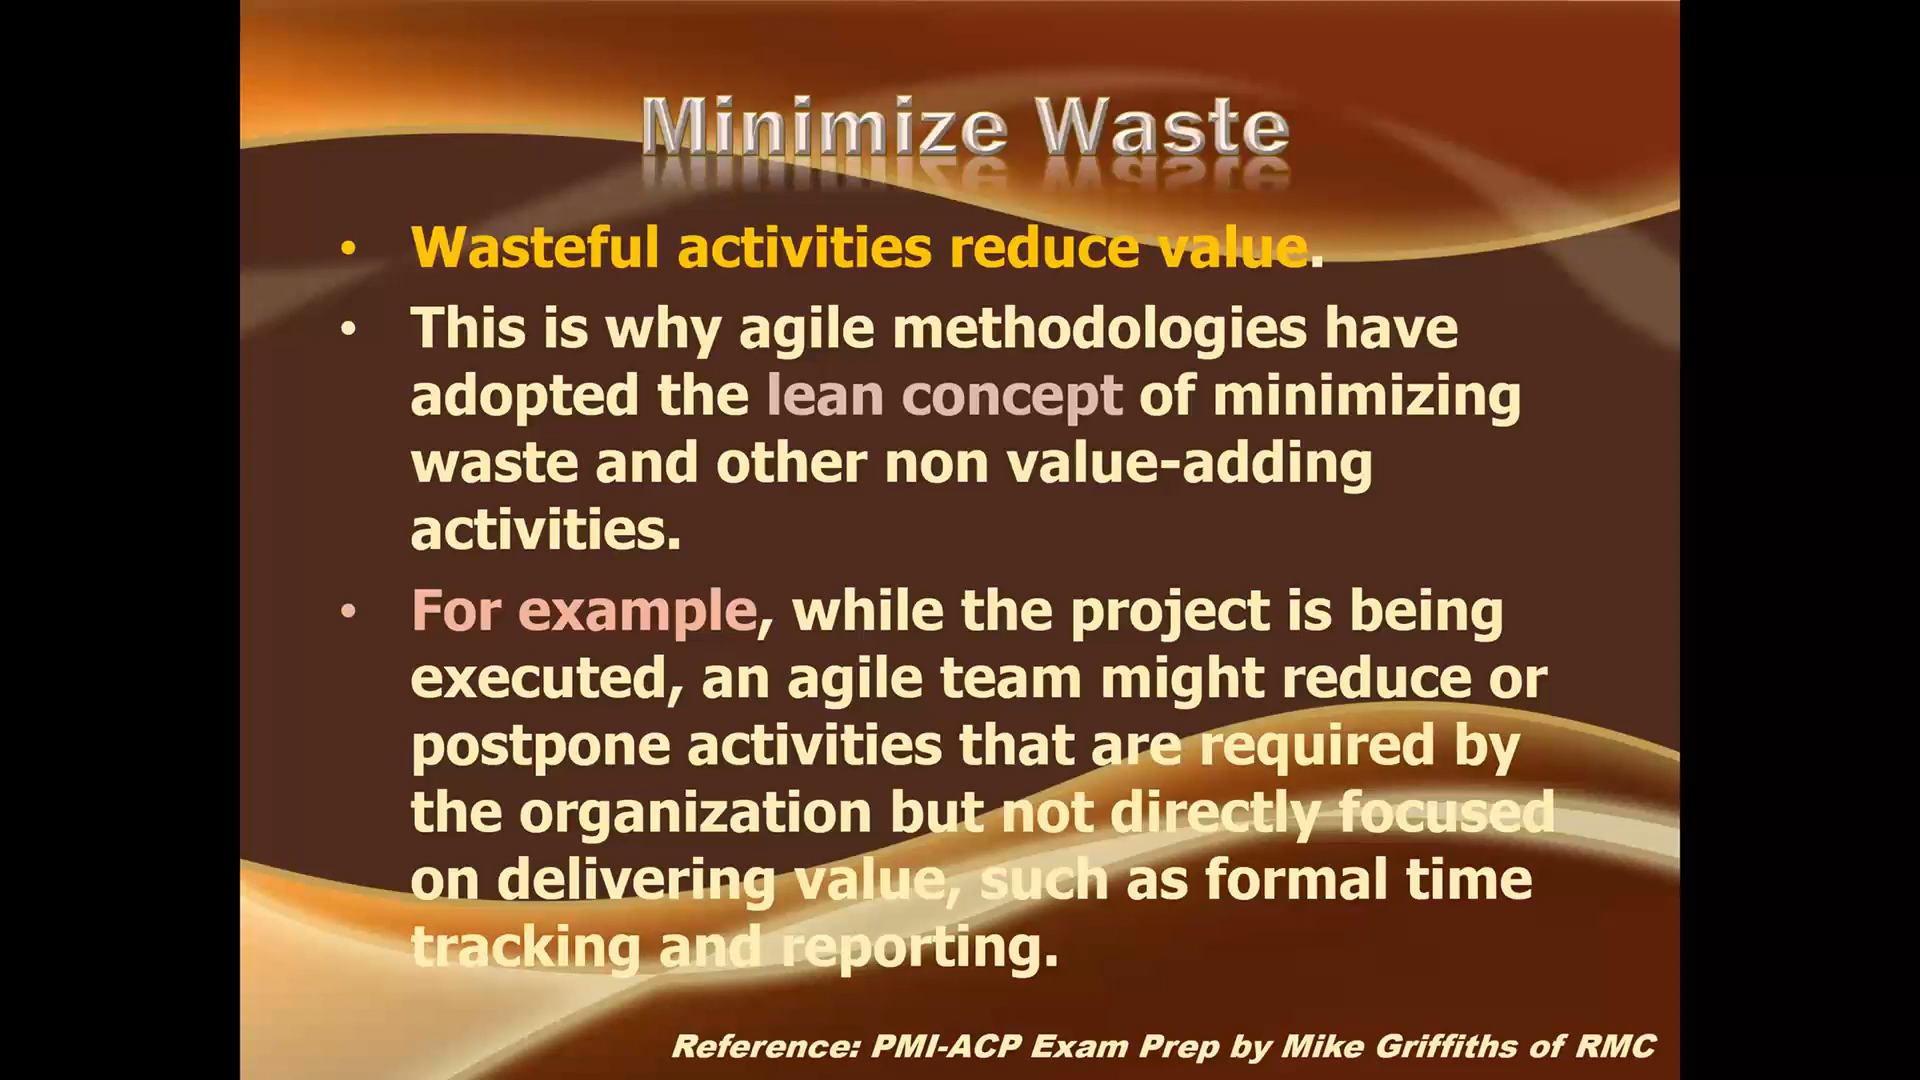 Minimize Waste
• Wasteful activities reduce value.
• This is why agile methodologies have
adopted the lean concept of minimizing
waste and other non value-adding
activities.
• For example, while the project is being
executed, an agile team might reduce or
postpone activities that are required by
the organization but not directly focused
on delivering value, such as formal time
tracking and reporting.
Reference: PMI-ACP Exam Prep by Mike Griffiths of RMC